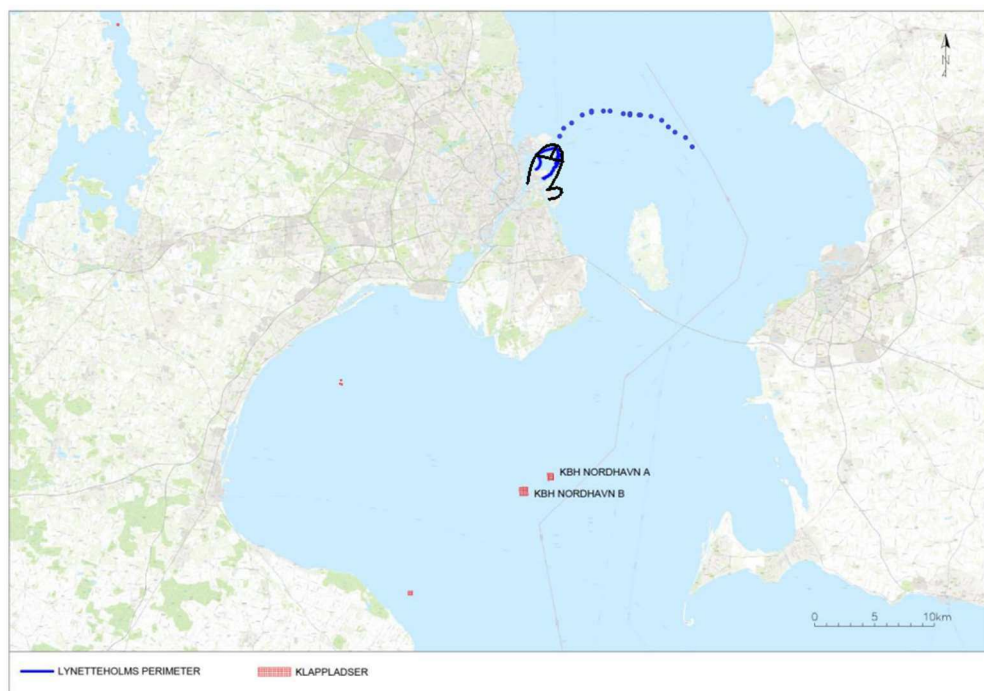 N
KBH NORDHAVN A
KBH NORDHAVN B
0 5 10km
LYNETTEHOLMS PERIMETER
KLAPPLADSER